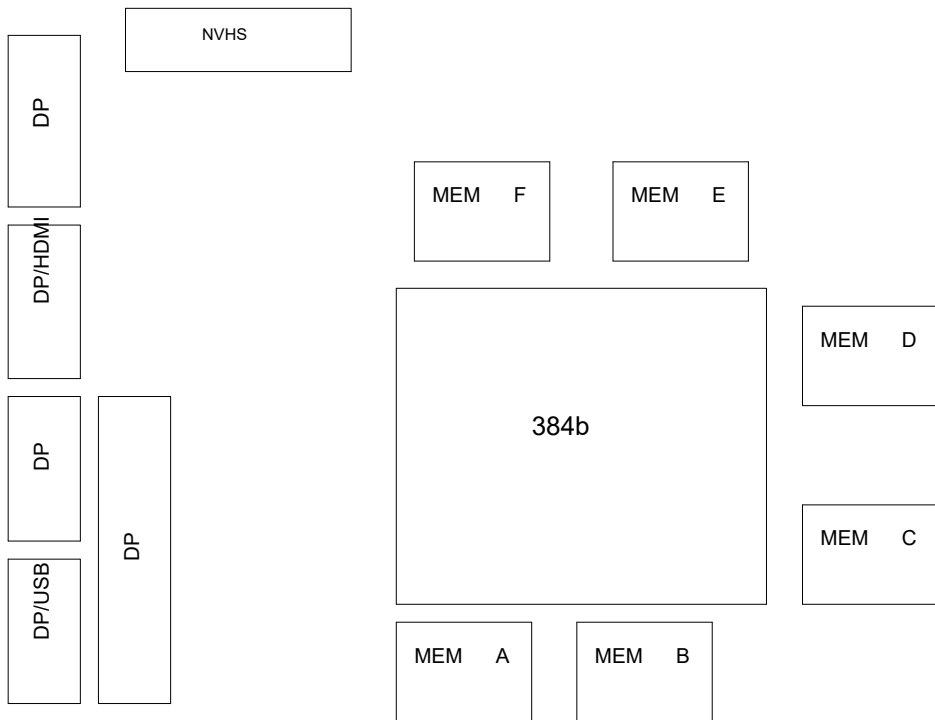 NVHS
DP
DP/HDMI
DP
DP/USB
DP
MEM F
MEM E
384b
MEM D
MEM C
MEM A
MEM B